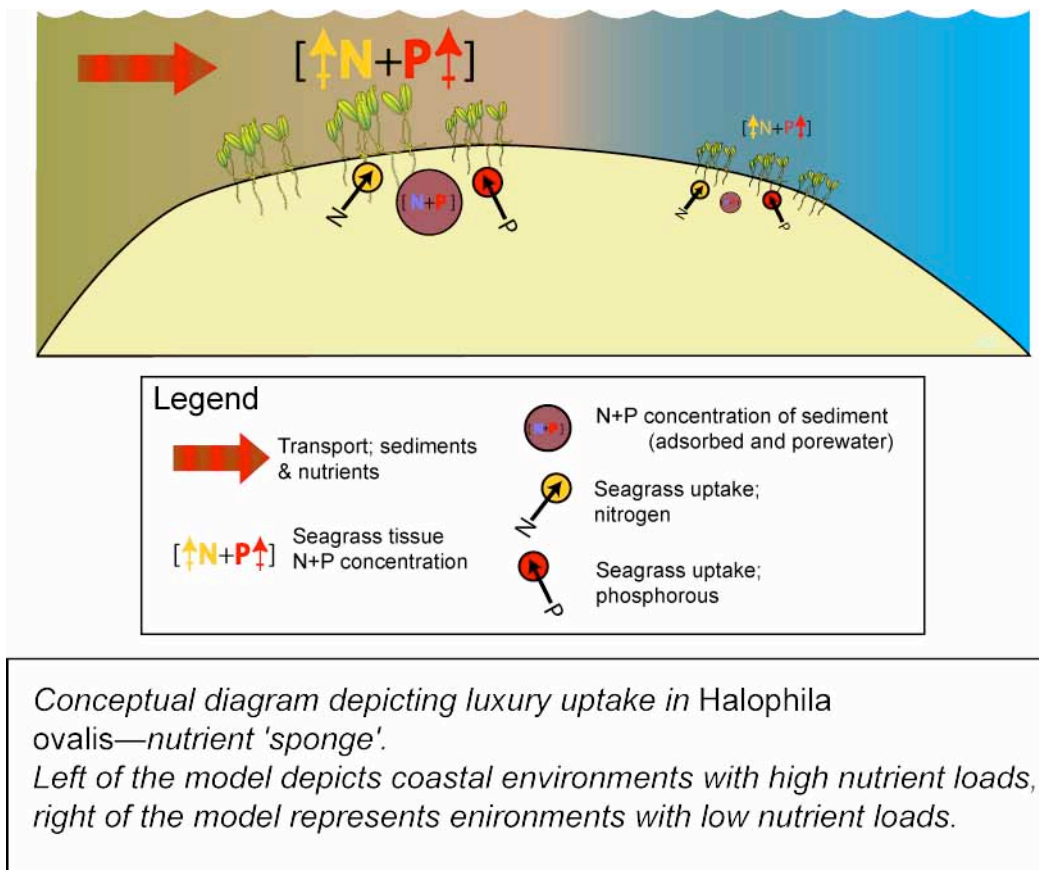 [N+P]
[N+P]
[N+P]
N
P
N
P
Legend
Transport; sediments
& nutrients
[N+P]
Seagrass tissue
N+P concentration
[N+P]
N+P concentration of sediment
(adsorbed and porewater)
N
Seagrass uptake;
nitrogen
P
Seagrass uptake;
phosphorous
Conceptual diagram depicting luxury uptake in Halophila
ovalis—nutrient 'sponge'.
Left of the model depicts coastal environments with high nutrient loads,
right of the model represents enironments with low nutrient loads.